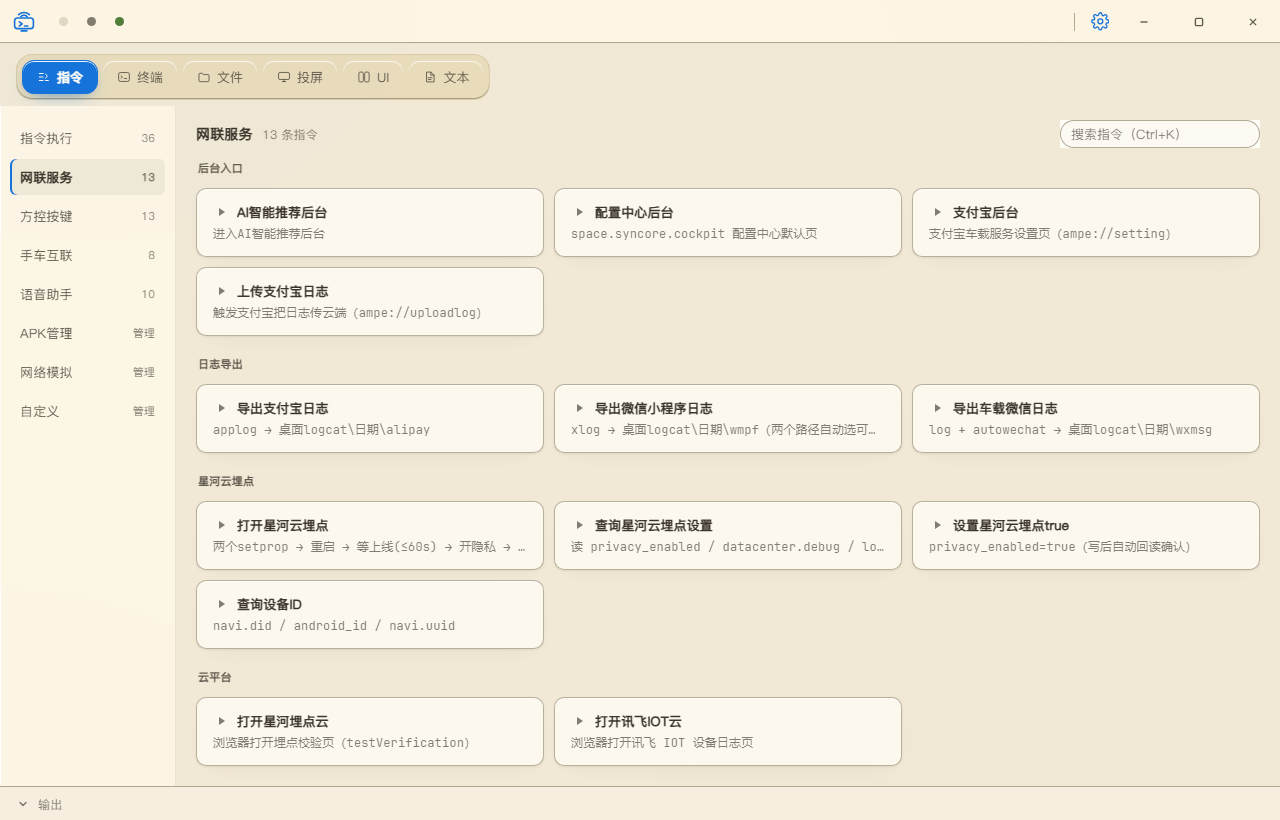 指令
终端
文件
投屏
UI
文本
指令执行 36
网联服务 13
方控按键 13
手车互联 8
语音助手 10
APK管理 管理
网络模拟 管理
自定义 管理
网联服务 13 条指令
搜索指令（Ctrl+K）
后台入口
AI智能推荐后台
进入AI智能推荐后台
配置中心后台
space.syncore.cockpit 配置中心默认页
支付宝后台
支付宝车载服务设置页（ampe://setting）
上传支付宝日志
触发支付宝把日志传云端（ampe://uploadlog）
日志导出
导出支付宝日志
applog → 桌面logcat\日期\alipay
导出微信小程序日志
xlog → 桌面logcat\日期\wmpf（两个路径自动选可…
导出车载微信日志
log + autowechat → 桌面logcat\日期\wxmsg
星河云埋点
打开星河云埋点
两个setprop → 重启 → 等上线(≤60s) → 开隐私 → …
查询星河云埋点设置
读 privacy_enabled / datacenter.debug / lo…
设置星河云埋点true
privacy_enabled=true（写后自动回读确认）
查询设备ID
navi.did / android_id / navi.uuid
云平台
打开星河埋点云
浏览器打开埋点校验页（testVerification）
打开讯飞IOT云
浏览器打开讯飞 IOT 设备日志页
输出